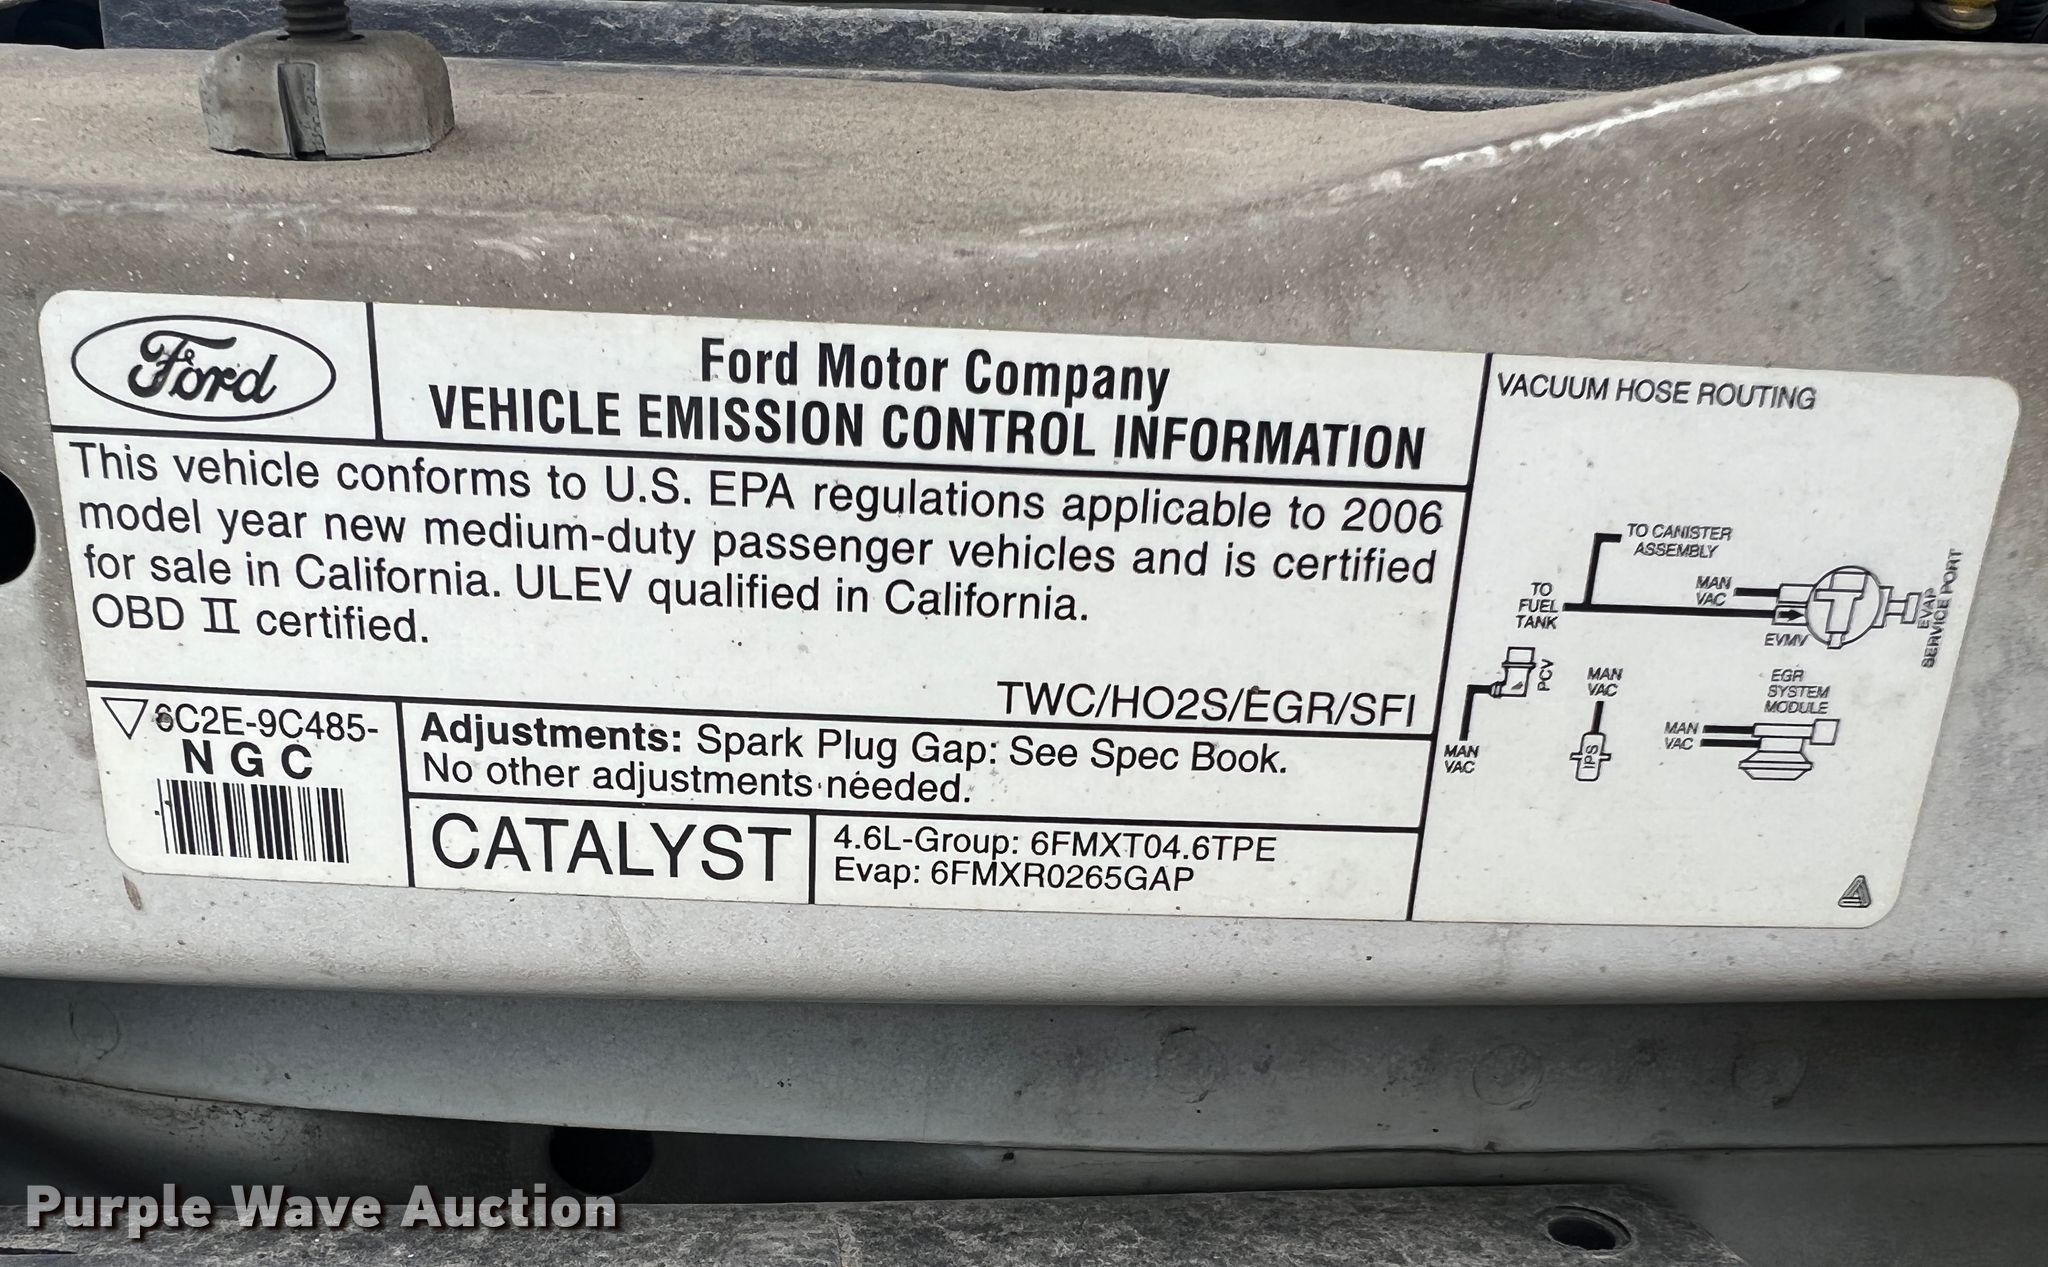 Ford
Ford Motor Company
VEHICLE EMISSION CONTROL INFORMATION
This vehicle conforms to U.S. EPA regulations applicable to 2006
model year new medium-duty passenger vehicles and is certified
for sale in California. ULEV qualified in California.
OBD II certified.
TWC/HO2S/EGR/SFI
6C2E-9C485-
NGC
Adjustments: Spark Plug Gap: See Spec Book.
No other adjustments needed.
CATALYST
4.6L-Group: 6FMXT04.6TPE
Evap: 6FMXR0265GAP
VACUUM HOSE ROUTING
TO CANISTER
ASSEMBLY
MAN
VAC
TO
FUEL
TANK
EVMV
EVAP
SERVICE PORT
PCV
MAN
VAC
MAN
VAC
IPS
EGR
SYSTEM
MODULE
MAN
VAC
Purple Wave Auction